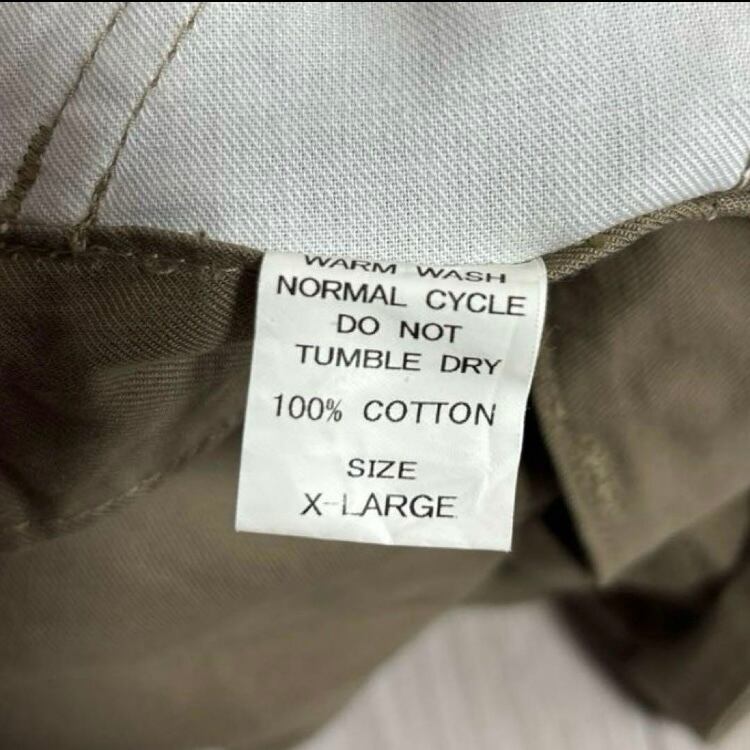 WARM WASH
NORMAL CYCLE
DO NOT
TUMBLE DRY
100% COTTON
SIZE
X-LARGE